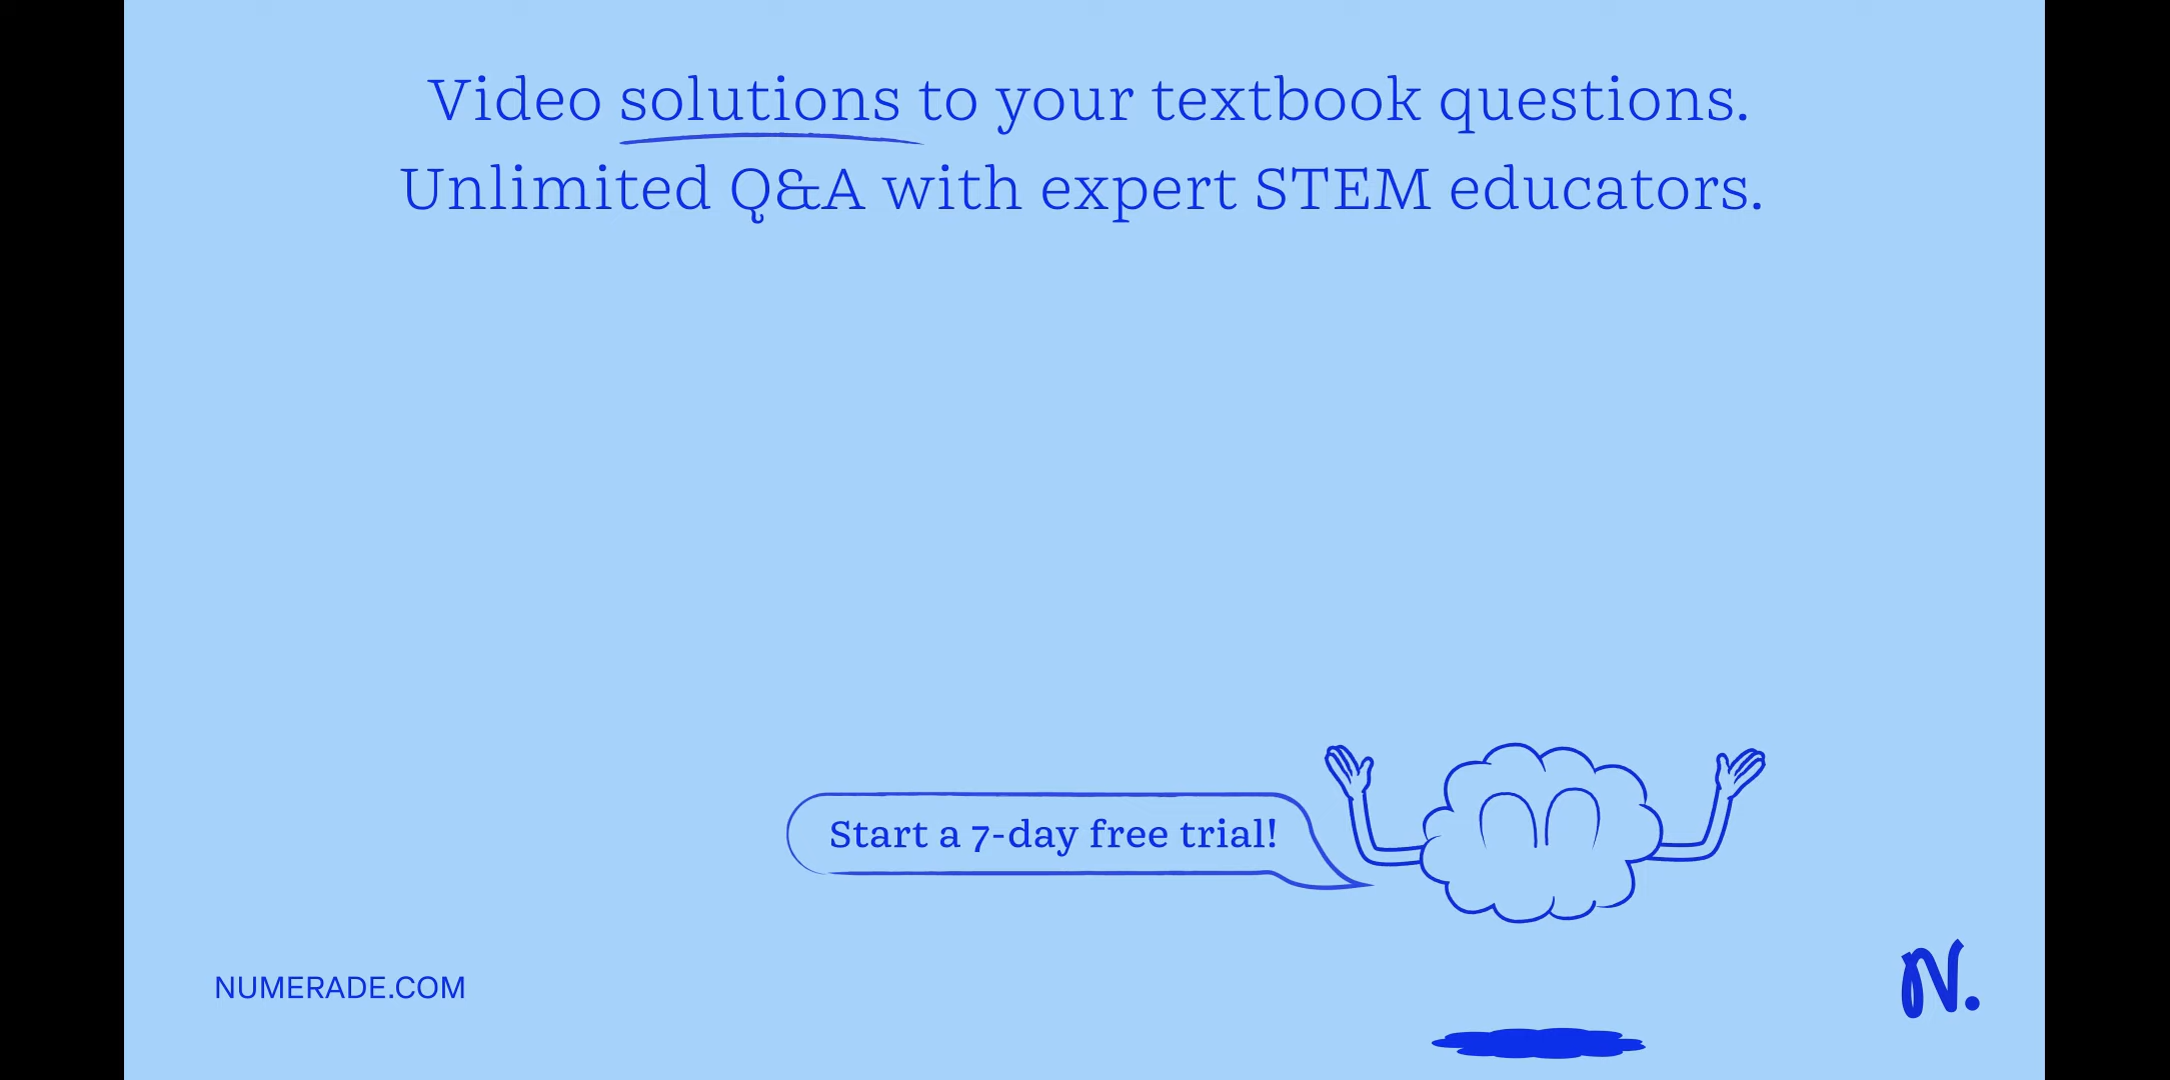 Video solutions to your textbook questions.
Unlimited Q&A with expert STEM educators.
Start a 7-day free trial!
NUMERADE.COM
N.